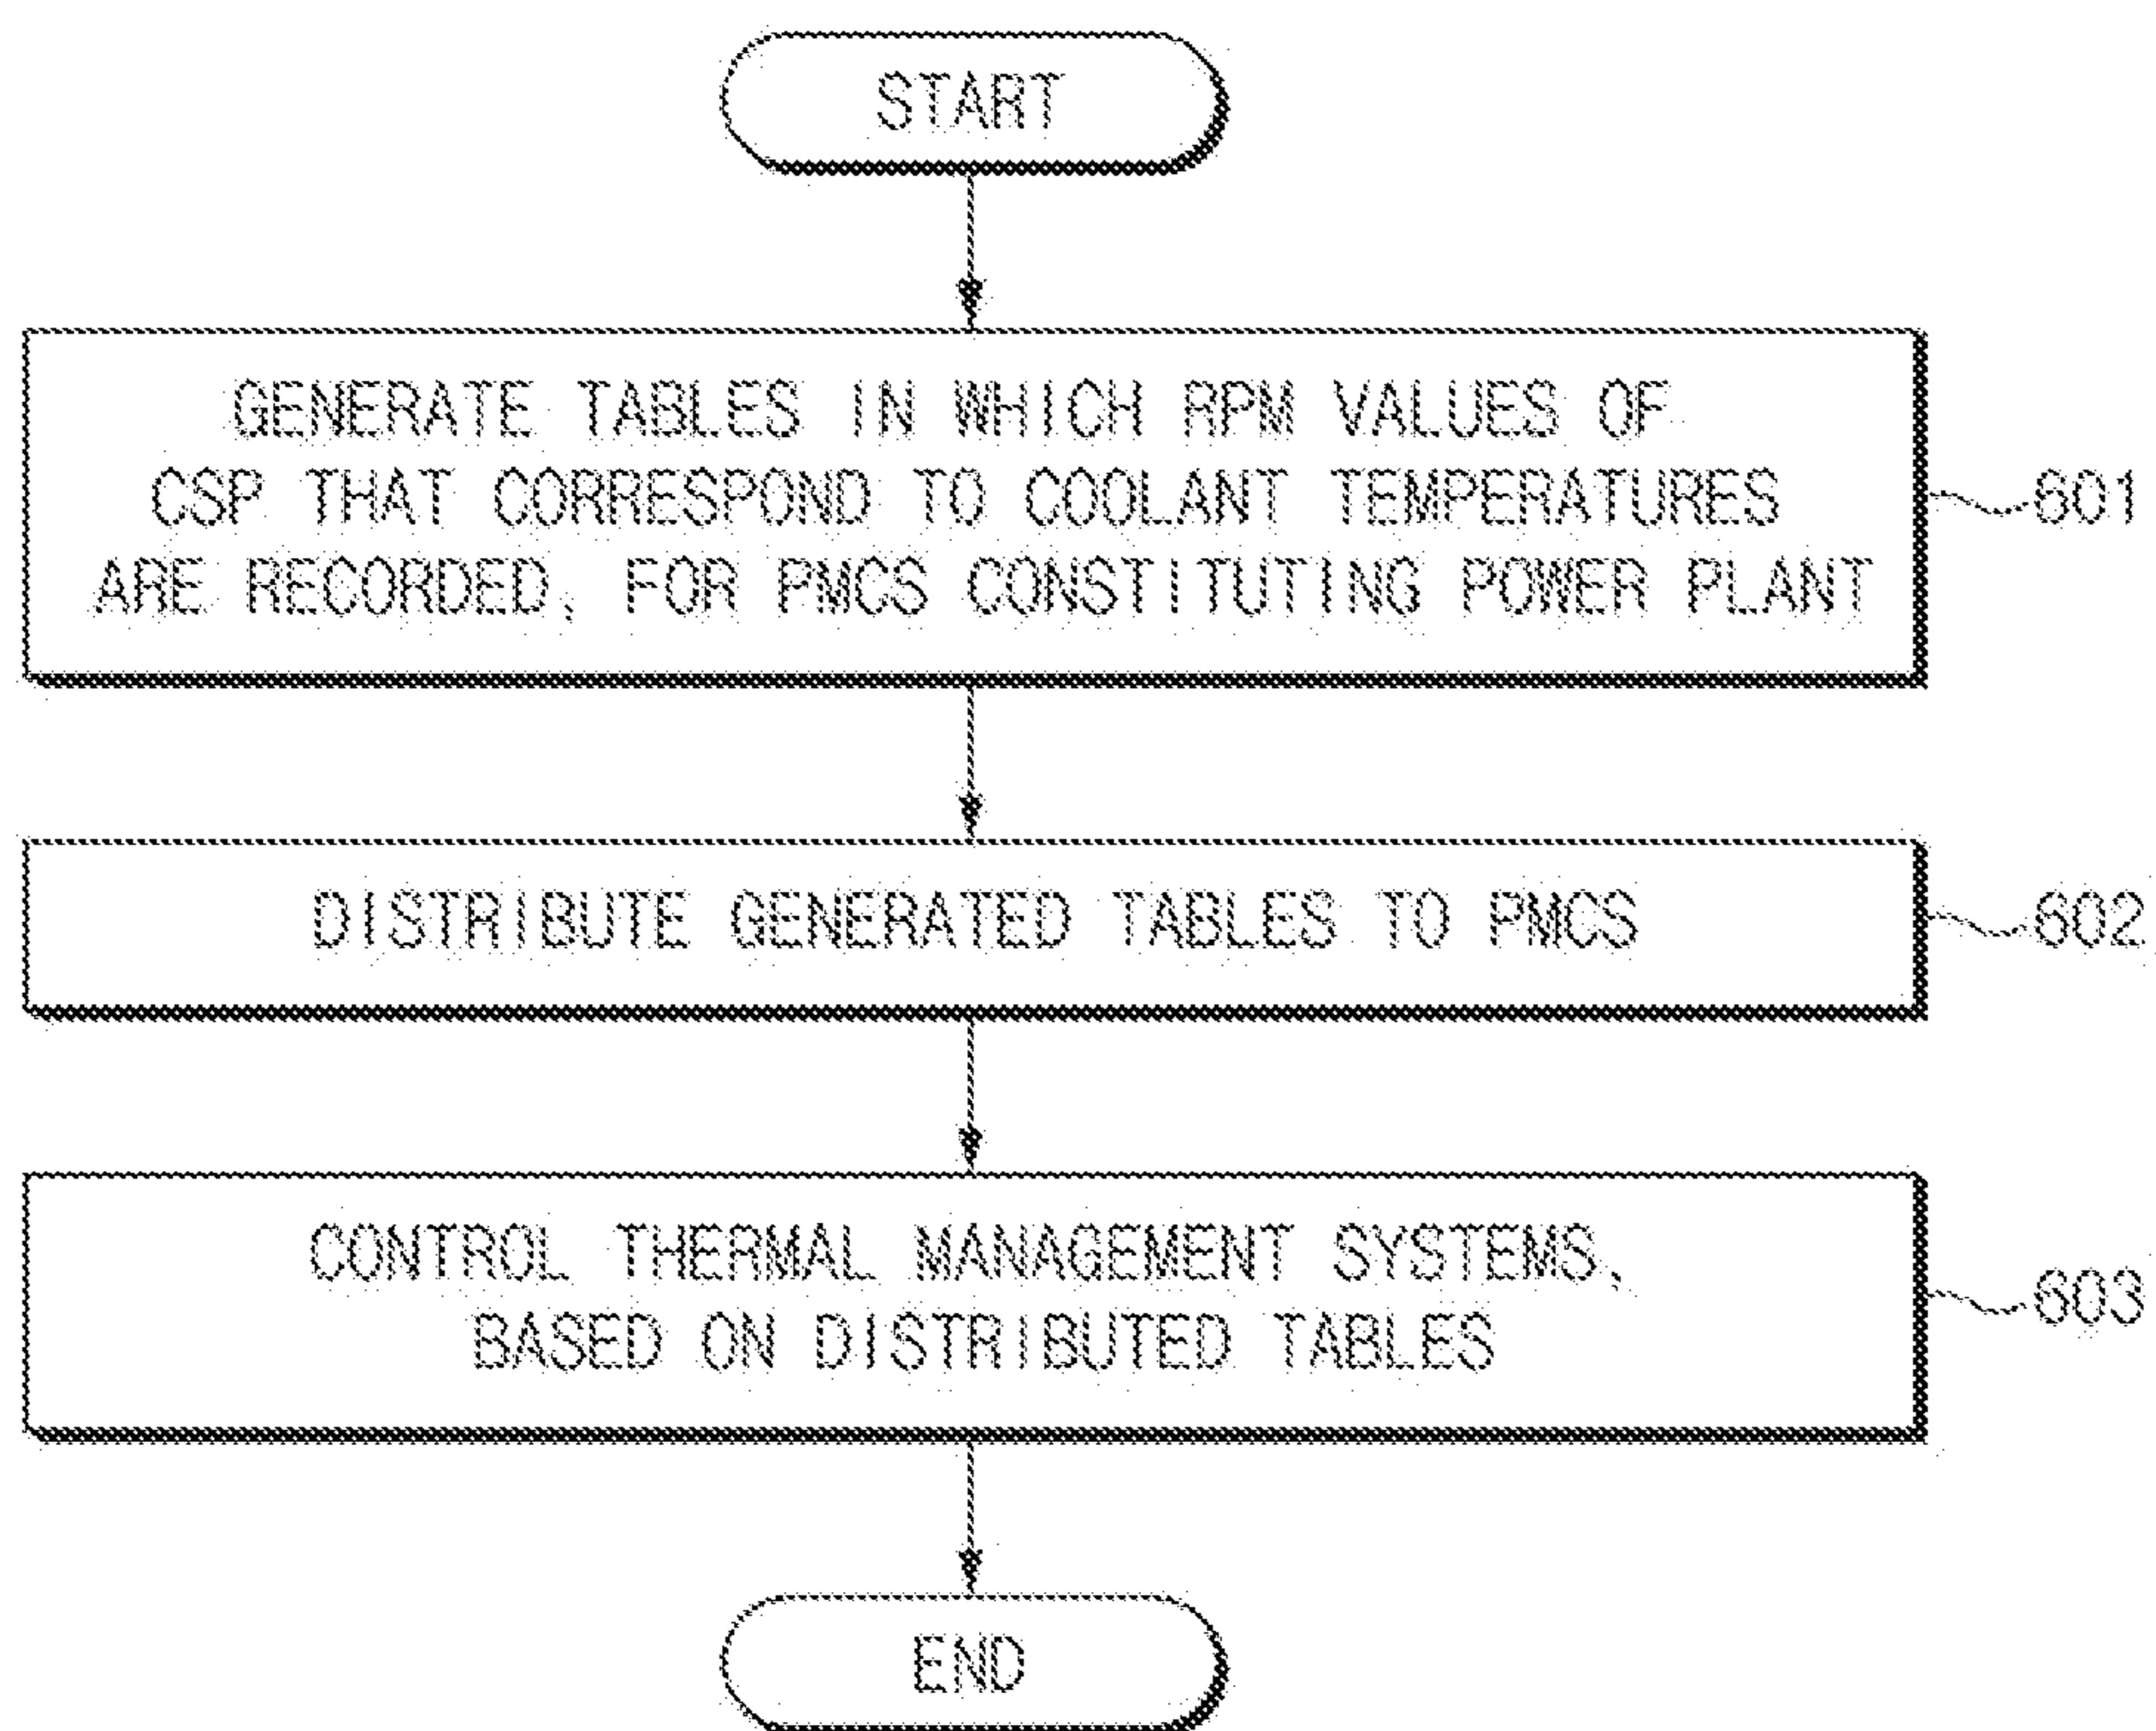 START
GENERATE TABLES IN WHICH RPM VALUES OF
CSP THAT CORRESPOND TO COOLANT TEMPERATURES
ARE RECORDED, FOR PMCS CONSTITUTING POWER PLANT
601
DISTRIBUTE GENERATED TABLES TO PMCS
602
CONTROL THERMAL MANAGEMENT SYSTEMS,
BASED ON DISTRIBUTED TABLES
603
END